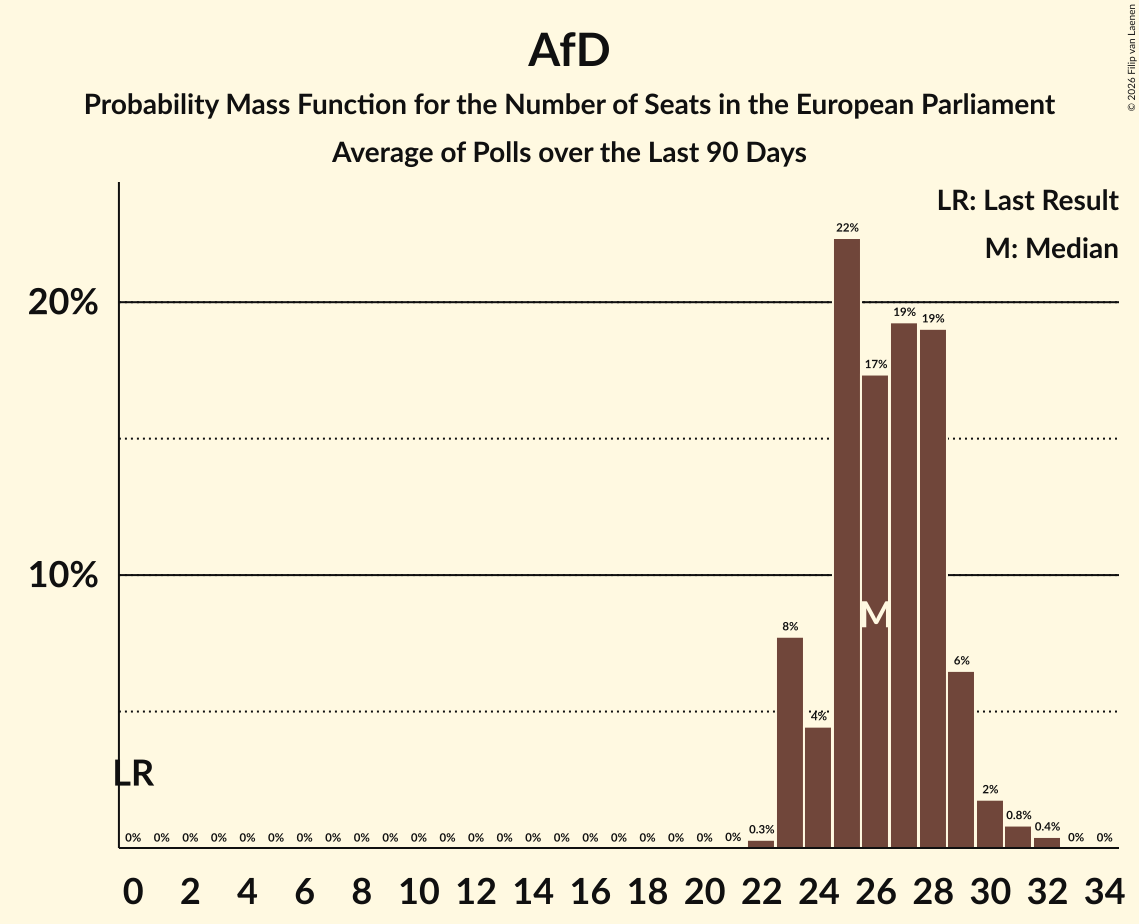 AfD
Probability Mass Function for the Number of Seats in the European Parliament
Average of Polls over the Last 90 Days
© 2026 Filip van Laenen
LR: Last Result
M: Median
20%
10%
22%
17%
19%
19%
M
8%
4%
6%
LR
0% 0% 0% 0% 0% 0% 0% 0% 0% 0% 0% 0% 0% 0% 0% 0% 0% 0% 0% 0% 0% 0% 0.3% 2% 0.8% 0.4% 0% 0%
0 2 4 6 8 10 12 14 16 18 20 22 24 26 28 30 32 34